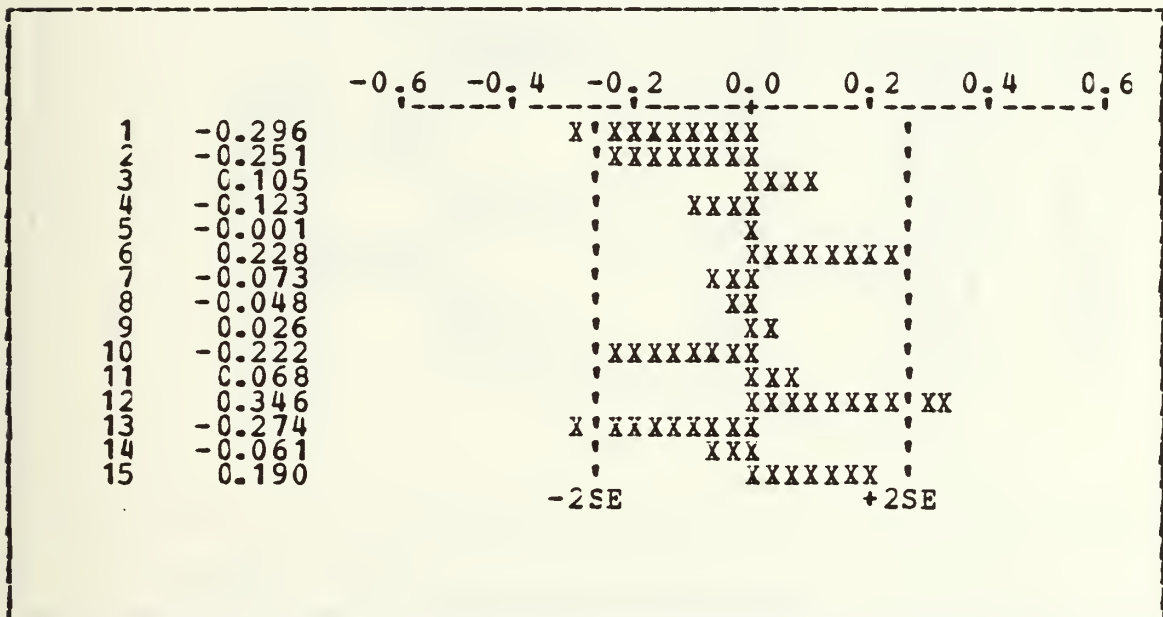 -0.6 -0.4 -0.2 0.0 0.2 0.4 0.6
1 -0.296 X'XXXXXXXX '
2 -0.251 'XXXXXXXX '
3 0.105 ' XXXX '
4 -0.123 ' XXXX '
5 -0.001 ' X '
6 0.228 ' XXXXXXXX'
7 -0.073 ' XXX '
8 -0.048 ' XX '
9 0.026 ' XX '
10 -0.222 'XXXXXXXX '
11 0.068 ' XXX '
12 0.346 ' XXXXXXXX'XX
13 -0.274 X'XXXXXXXX '
14 -0.061 ' XXX '
15 0.190 ' XXXXXXX '
-2SE +2SE